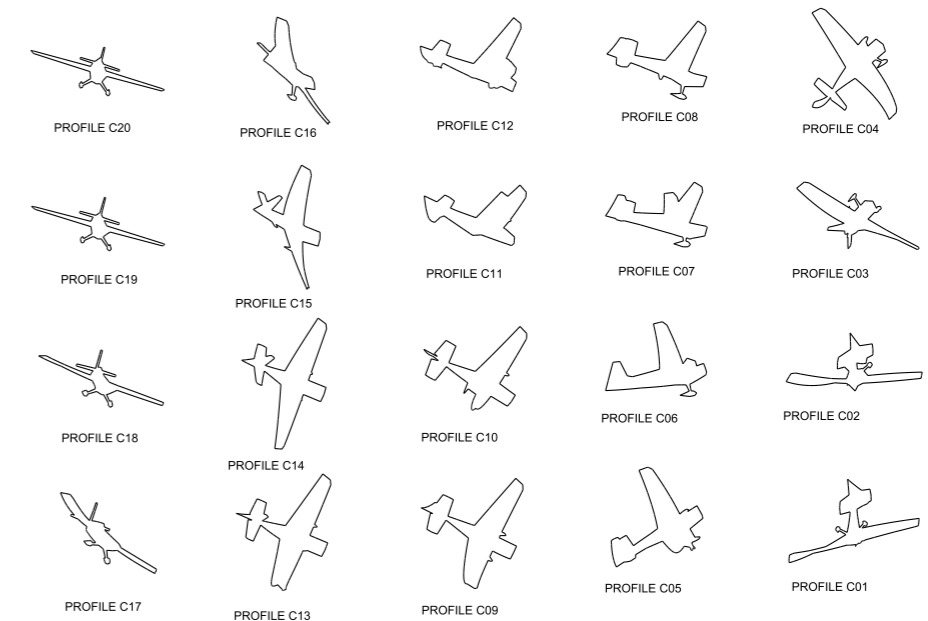 PROFILE C20
PROFILE C16
PROFILE C12
PROFILE C08
PROFILE C04
PROFILE C19
PROFILE C15
PROFILE C11
PROFILE C07
PROFILE C03
PROFILE C18
PROFILE C14
PROFILE C10
PROFILE C06
PROFILE C02
PROFILE C17
PROFILE C13
PROFILE C09
PROFILE C05
PROFILE C01